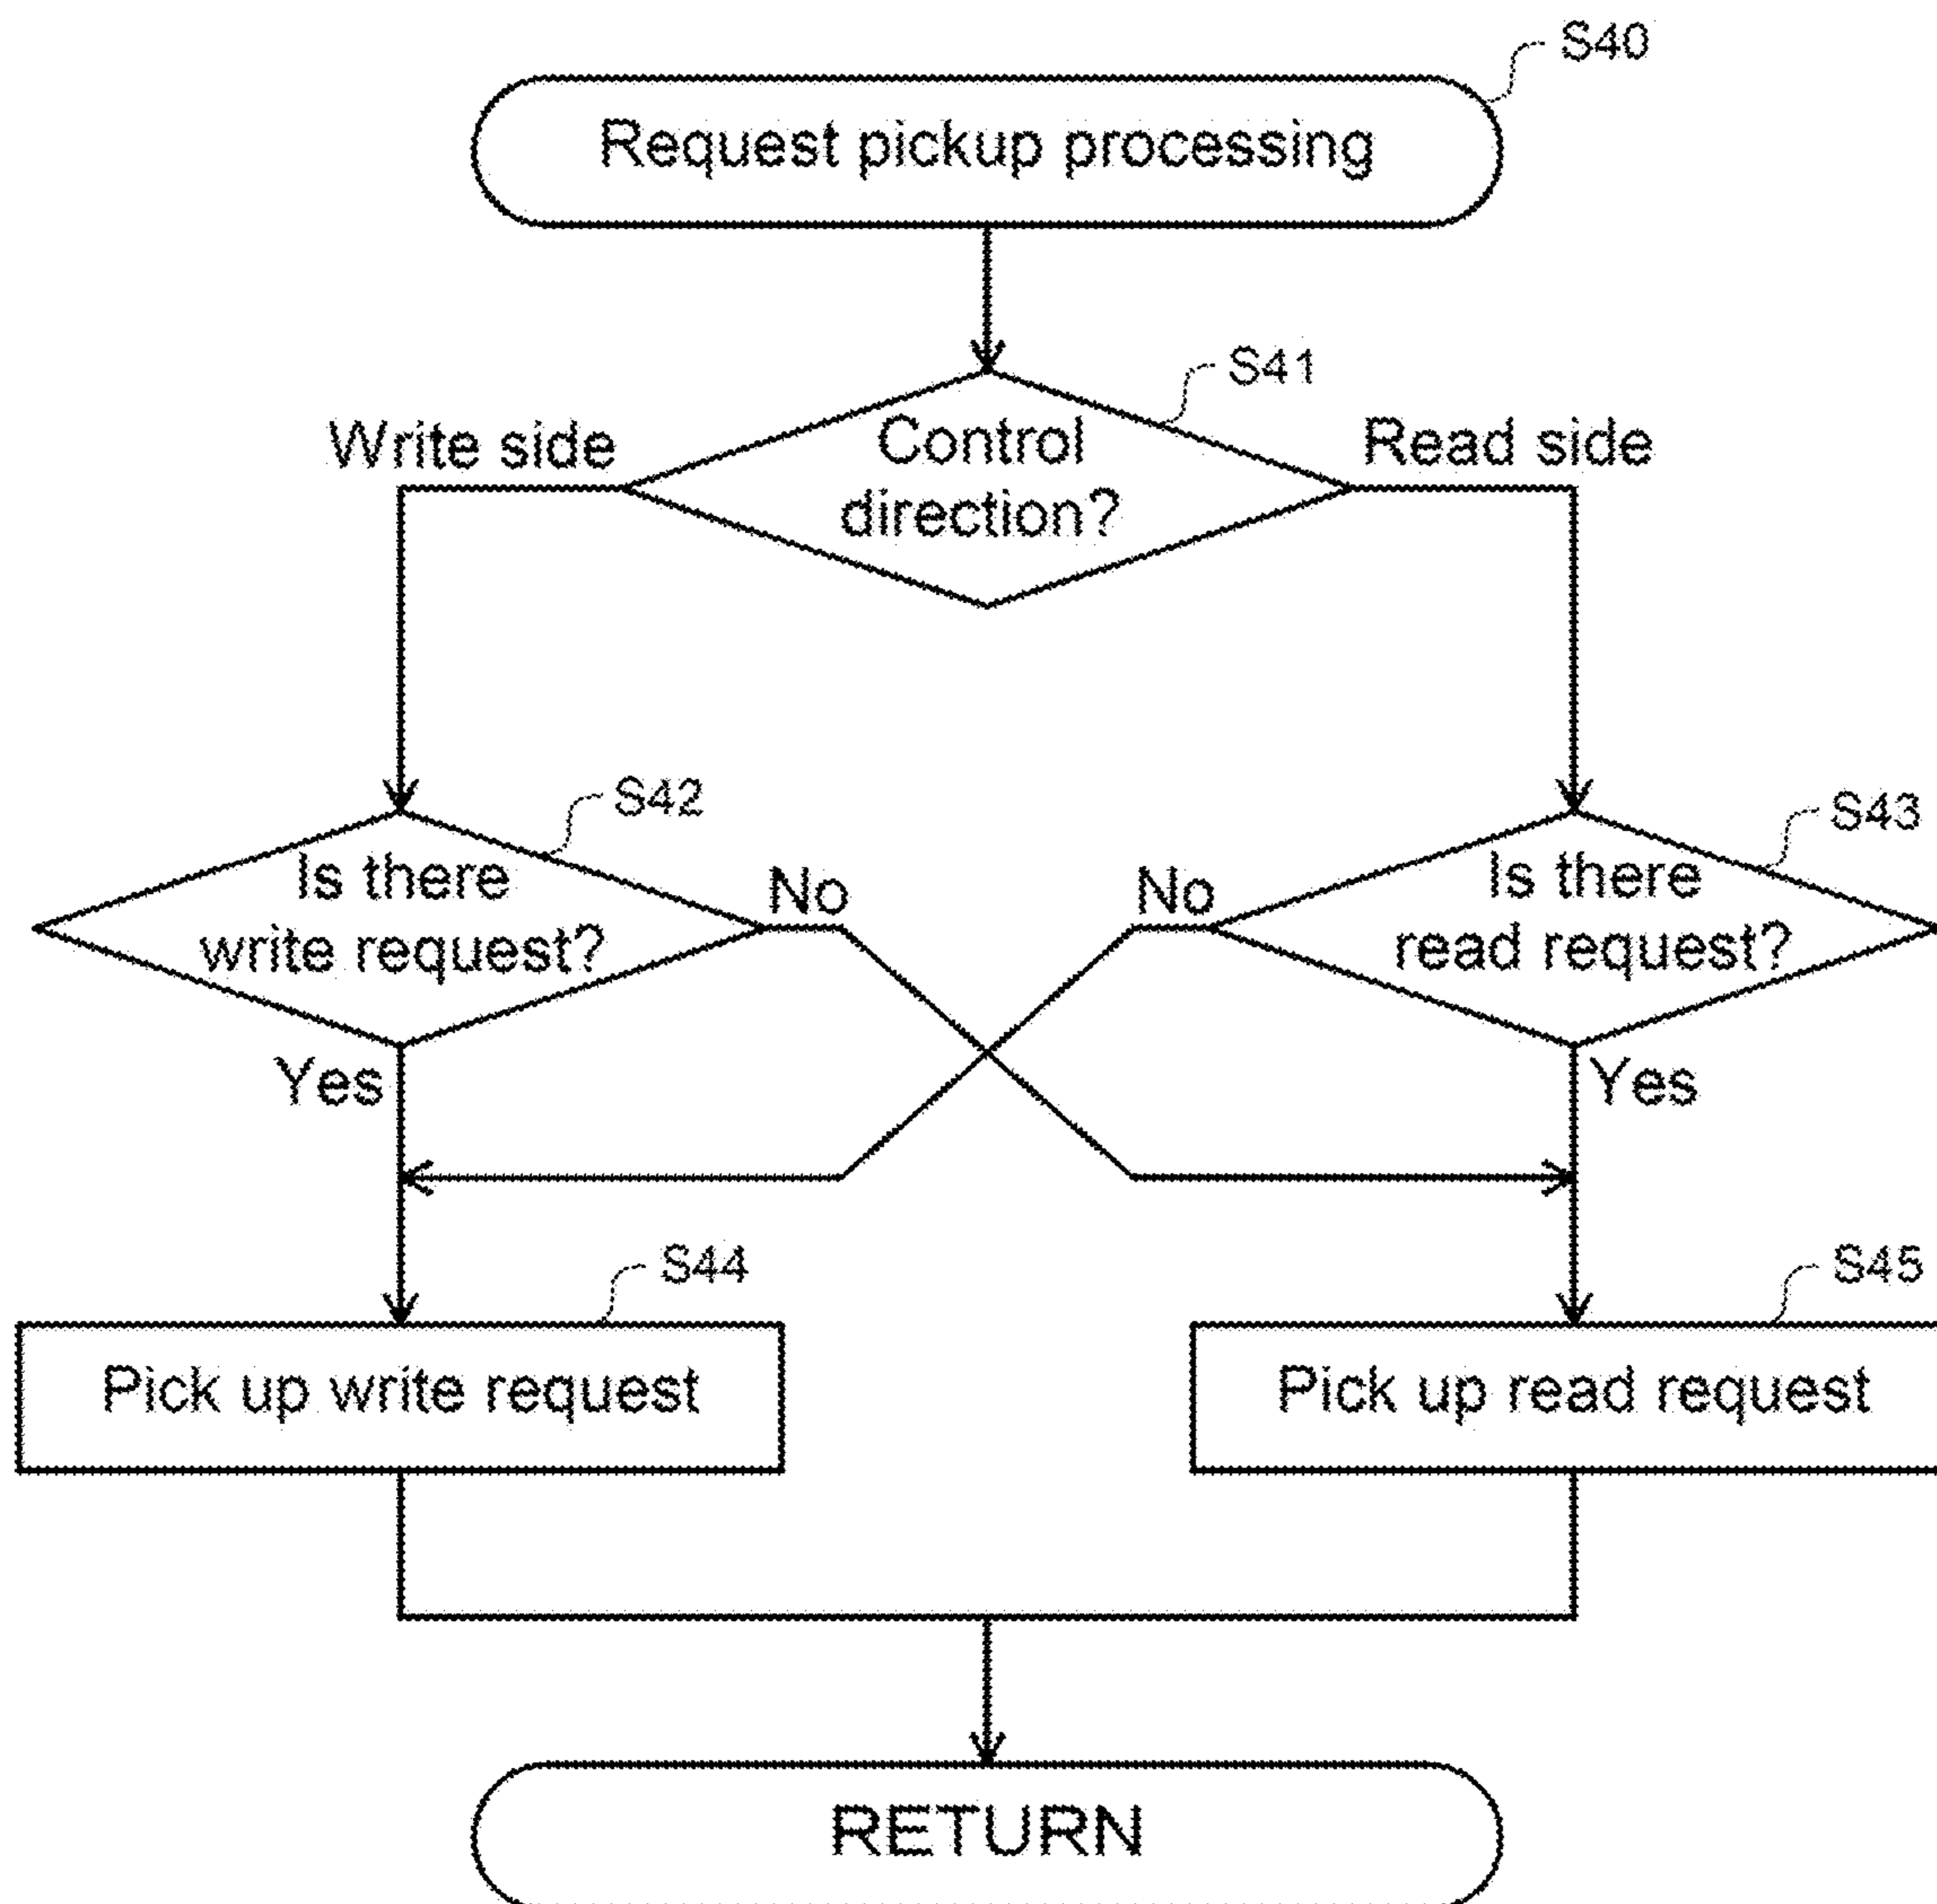 S40
Request pickup processing
S41
Write side
Control
direction?
Read side
S42
Is there
write request?
No
Yes
S43
Is there
read request?
No
Yes
S44
Pick up write request
S45
Pick up read request
RETURN